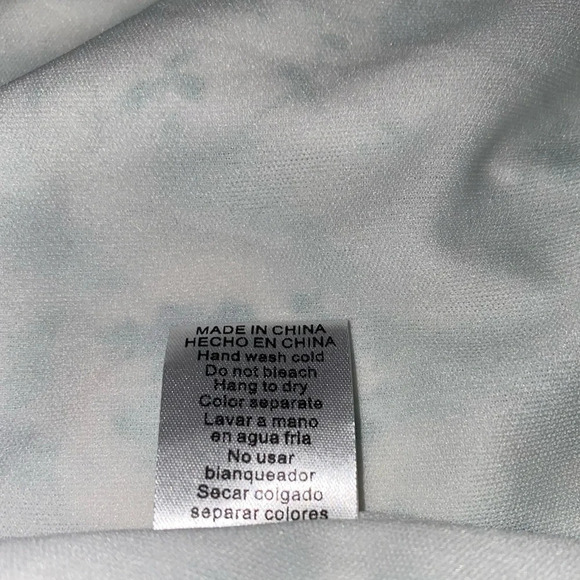 MADE IN CHINA
HECHO EN CHINA
Hand wash cold
Do not bleach
Hang to dry
Color separate
Lavar a mano
en agua fria
No usar
blanqueador
Secar colgado
separar colores